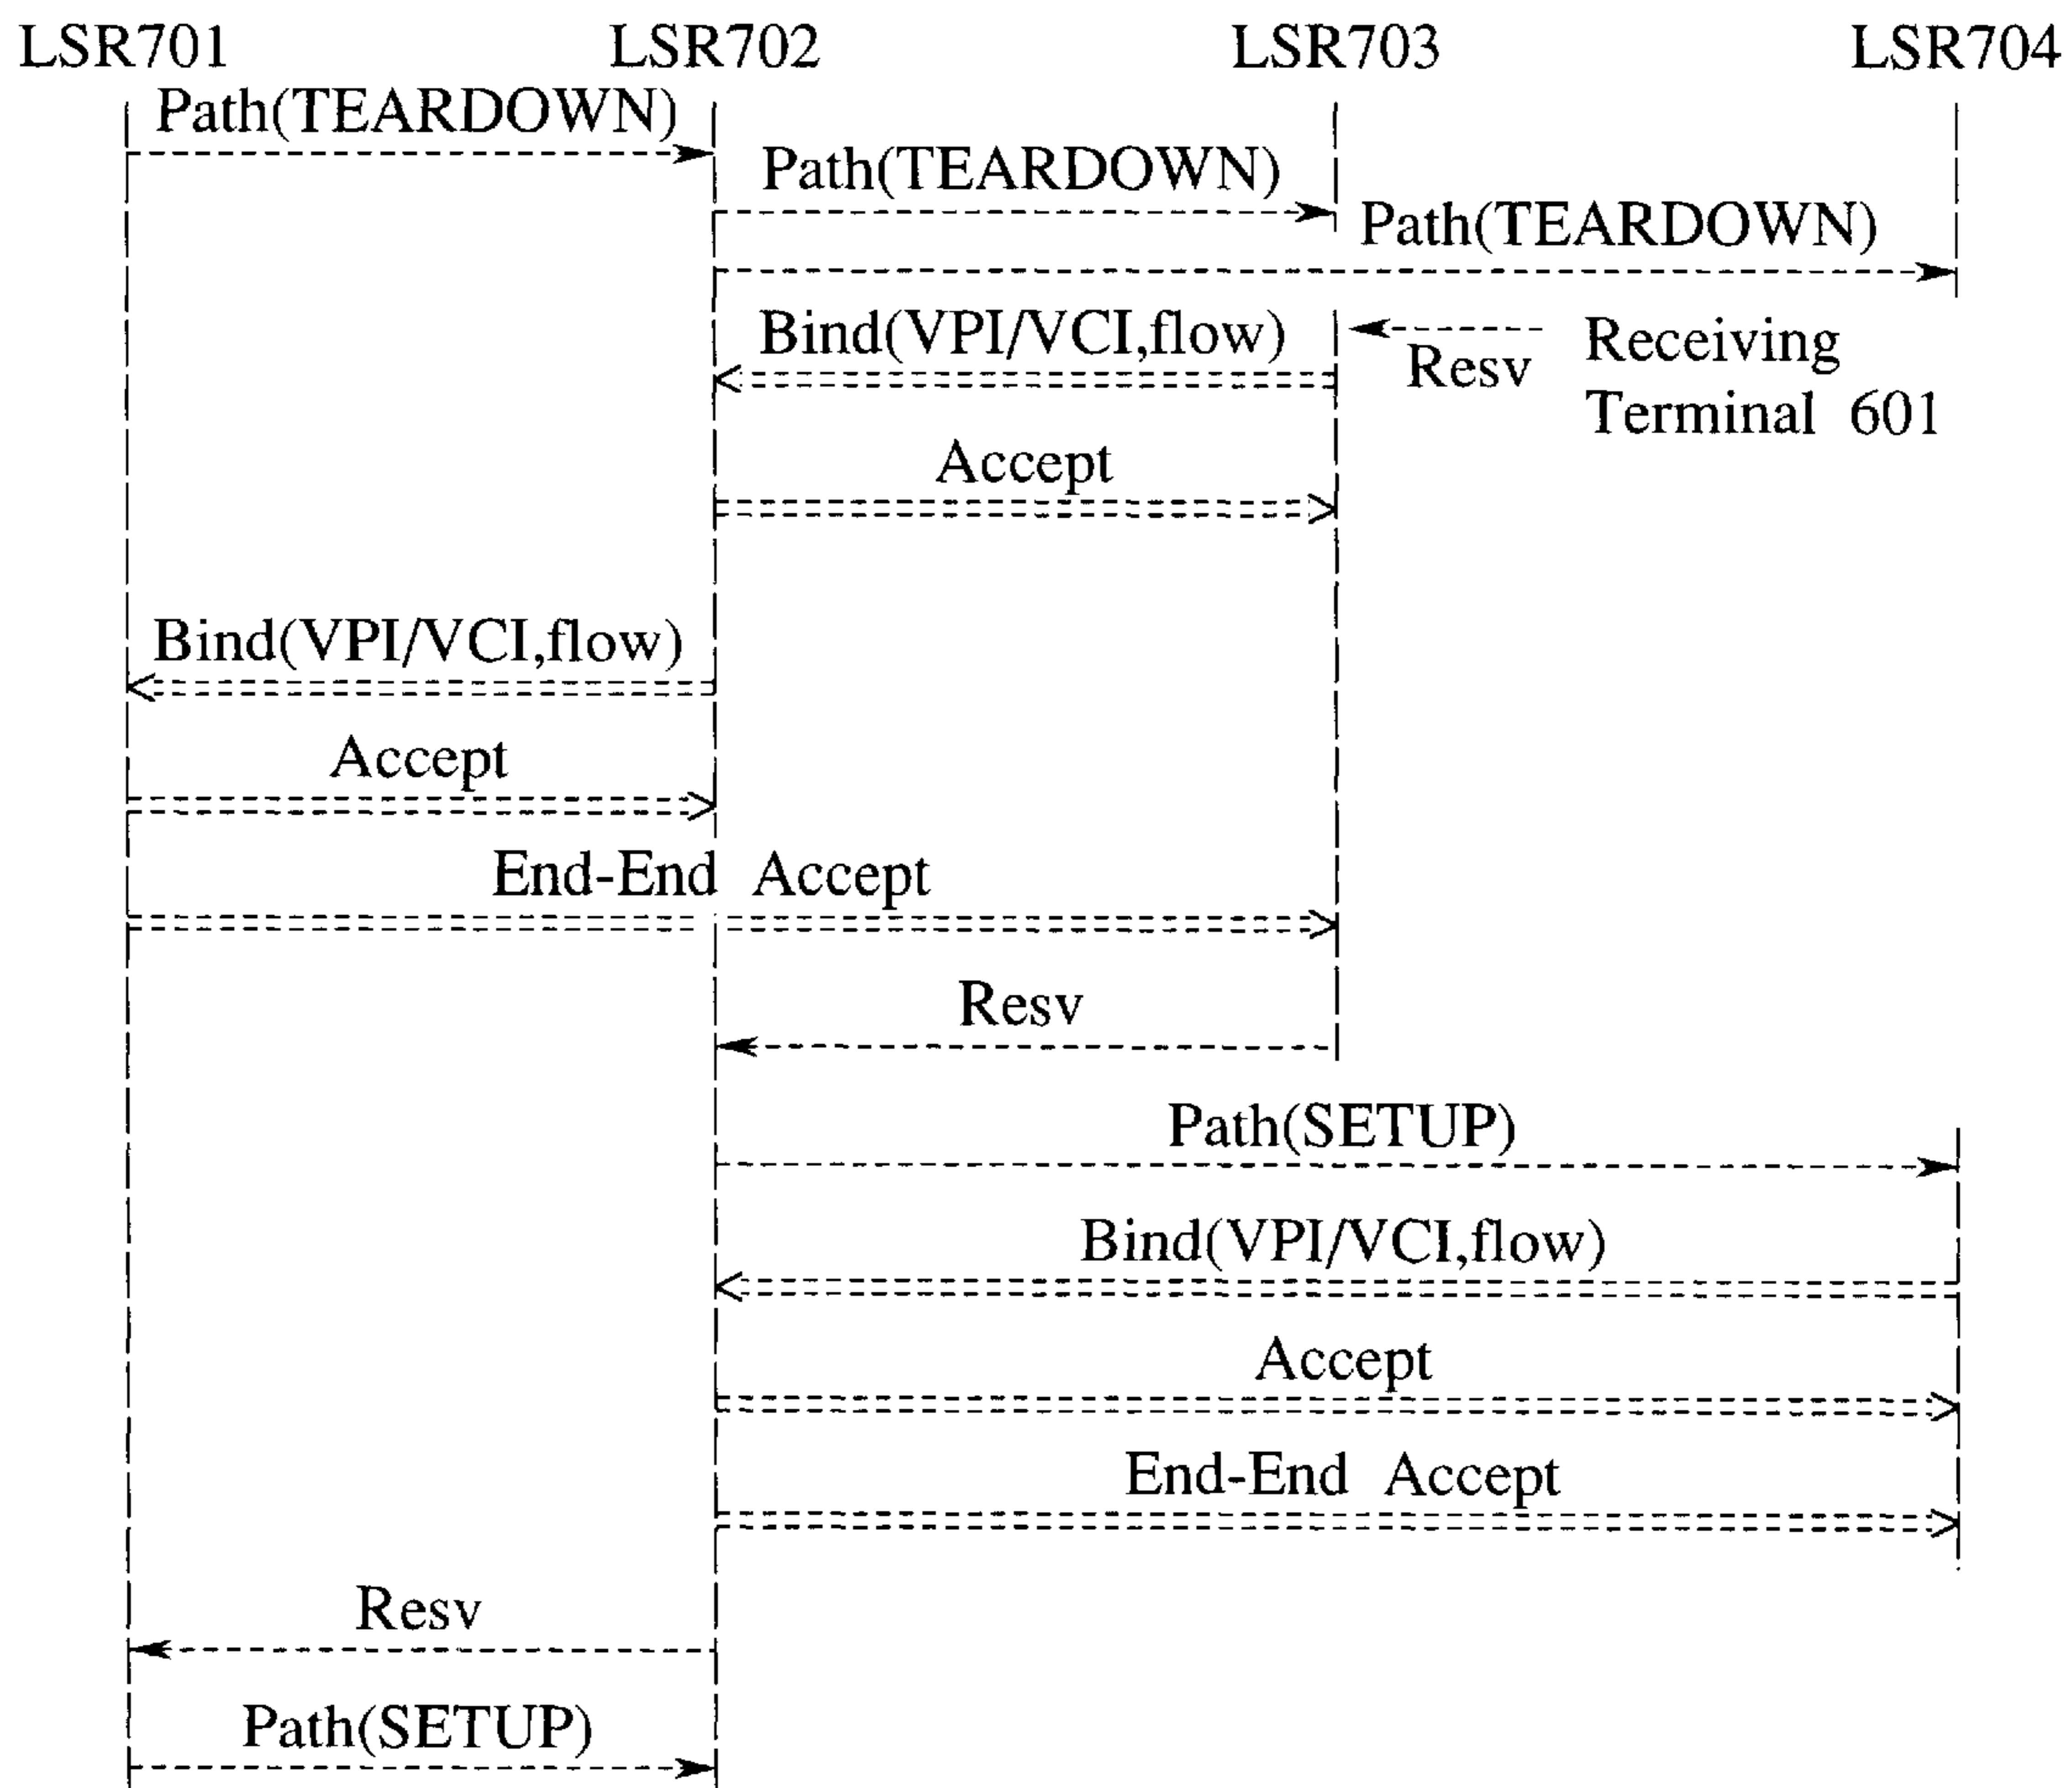 LSR701 LSR702 LSR703 LSR704
Path(TEARDOWN)
Path(TEARDOWN)
Path(TEARDOWN)
Bind(VPI/VCI,flow)
Resv
Receiving
Terminal 601
Accept
Bind(VPI/VCI,flow)
Accept
End-End Accept
Resv
Path(SETUP)
Bind(VPI/VCI,flow)
Accept
End-End Accept
Resv
Path(SETUP)